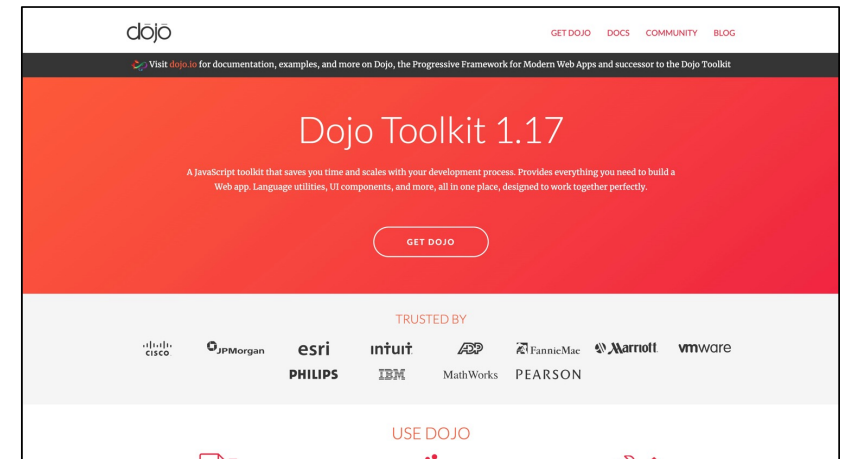 dojo
GET DOJO DOCS COMMUNITY BLOG
Visit dojo.io for documentation, examples, and more on Dojo, the Progressive Framework for Modern Web Apps and successor to the Dojo Toolkit
Dojo Toolkit 1.17
A JavaScript toolkit that saves you time and scales with your development process. Provides everything you need to build a
Web app. Language utilities, UI components, and more, all in one place, designed to work together perfectly.
GET DOJO
TRUSTED BY
CISCO JPMorgan esri intuit ADP FannieMae Marriott vmware
PHILIPS IBM MathWorks PEARSON
USE DOJO